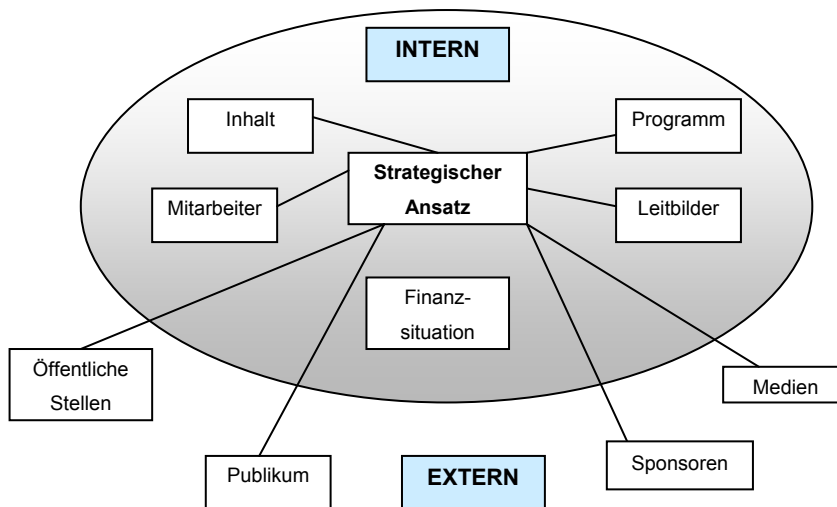 INTERN
Inhalt
Programm
Strategischer
Ansatz
Mitarbeiter
Leitbilder
Finanz-
situation
Öffentliche
Stellen
Medien
Publikum
EXTERN
Sponsoren